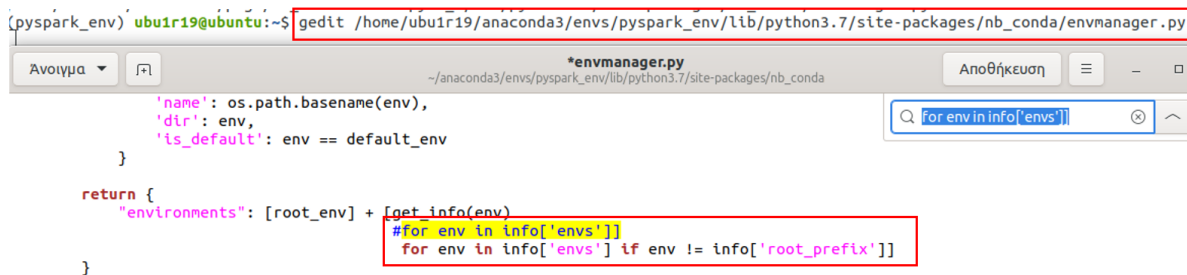 (pyspark_env) ubu1r19@ubuntu:~$ gedit /home/ubu1r19/anaconda3/envs/pyspark_env/lib/python3.7/site-packages/nb_conda/envmanager.py
Άνοιγμα
*envmanager.py
~/anaconda3/envs/pyspark_env/lib/python3.7/site-packages/nb_conda
Αποθήκευση
for env in info['envs']]
'name': os.path.basename(env),
'dir': env,
'is_default': env == default_env
}
return {
"environments": [root_env] + [get_info(env)
#for env in info['envs']]
for env in info['envs'] if env != info['root_prefix']]
}